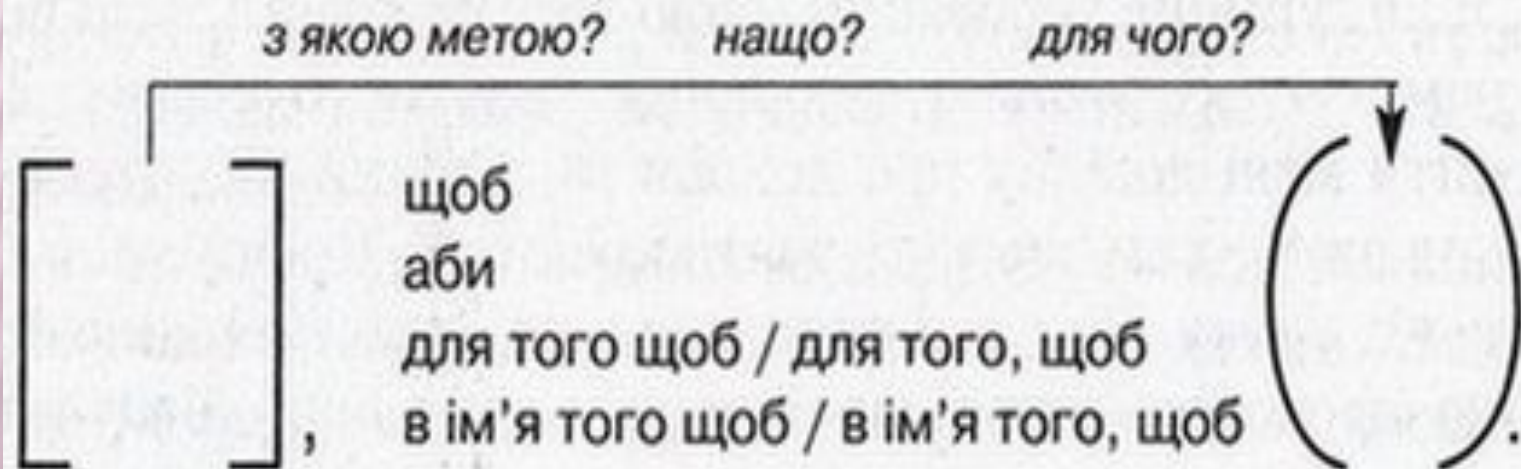 з якою метою? нащо? для чого?
щоб
аби
для того щоб / для того, щоб
[ ], в ім'я того щоб / в ім'я того, щоб ( ).